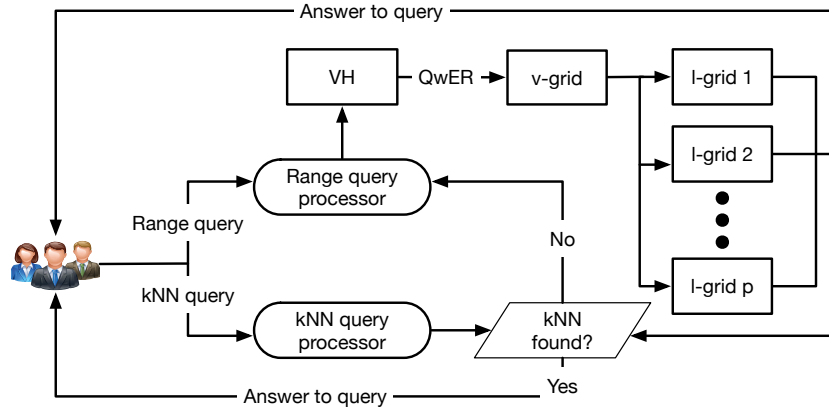 Answer to query
VH
QwER
v-grid
l-grid 1
l-grid 2
Range query
processor
Range query
No
kNN query
l-grid p
kNN query
processor
kNN
found?
Yes
Answer to query